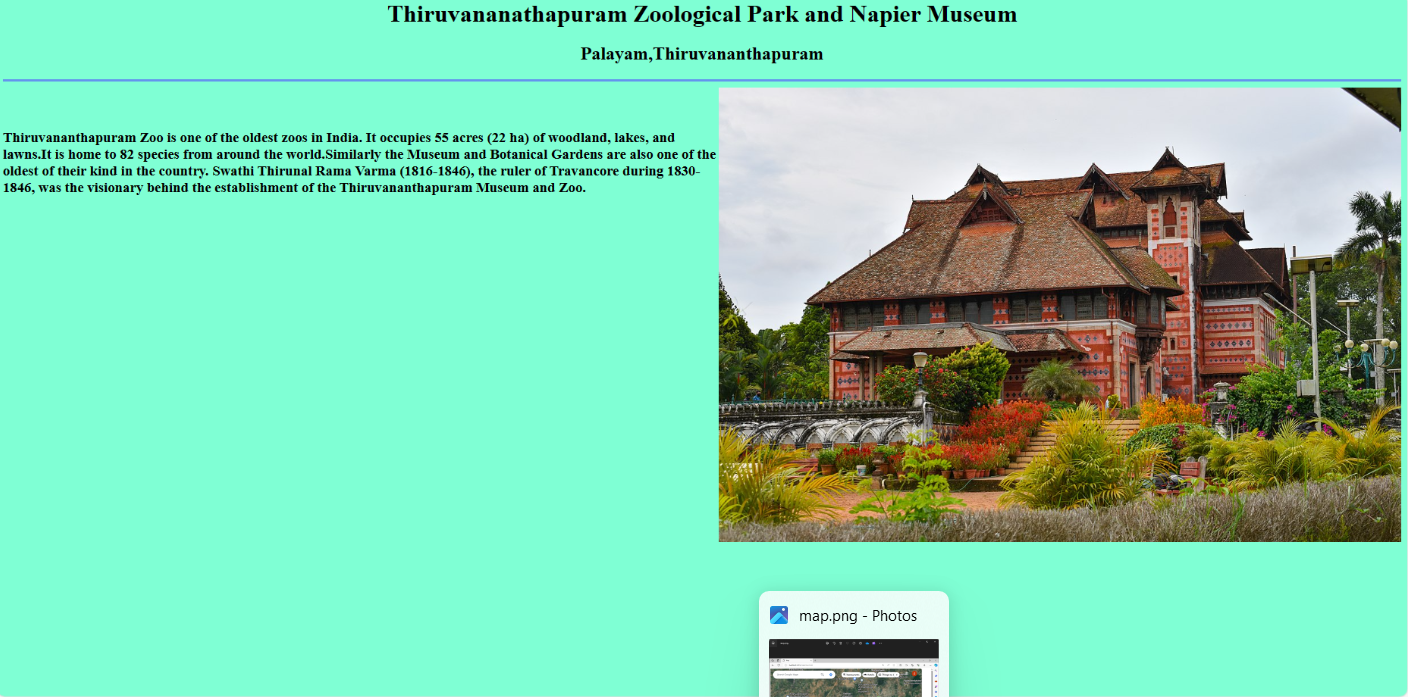 Thiruvananathapuram Zoological Park and Napier Museum
Palayam,Thiruvananthapuram
Thiruvananthapuram Zoo is one of the oldest zoos in India. It occupies 55 acres (22 ha) of woodland, lakes, and
lawns.It is home to 82 species from around the world.Similarly the Museum and Botanical Gardens are also one of the
oldest of their kind in the country. Swathi Thirunal Rama Varma (1816-1846), the ruler of Travancore during 1830-
1846, was the visionary behind the establishment of the Thiruvananthapuram Museum and Zoo.
map.png - Photos